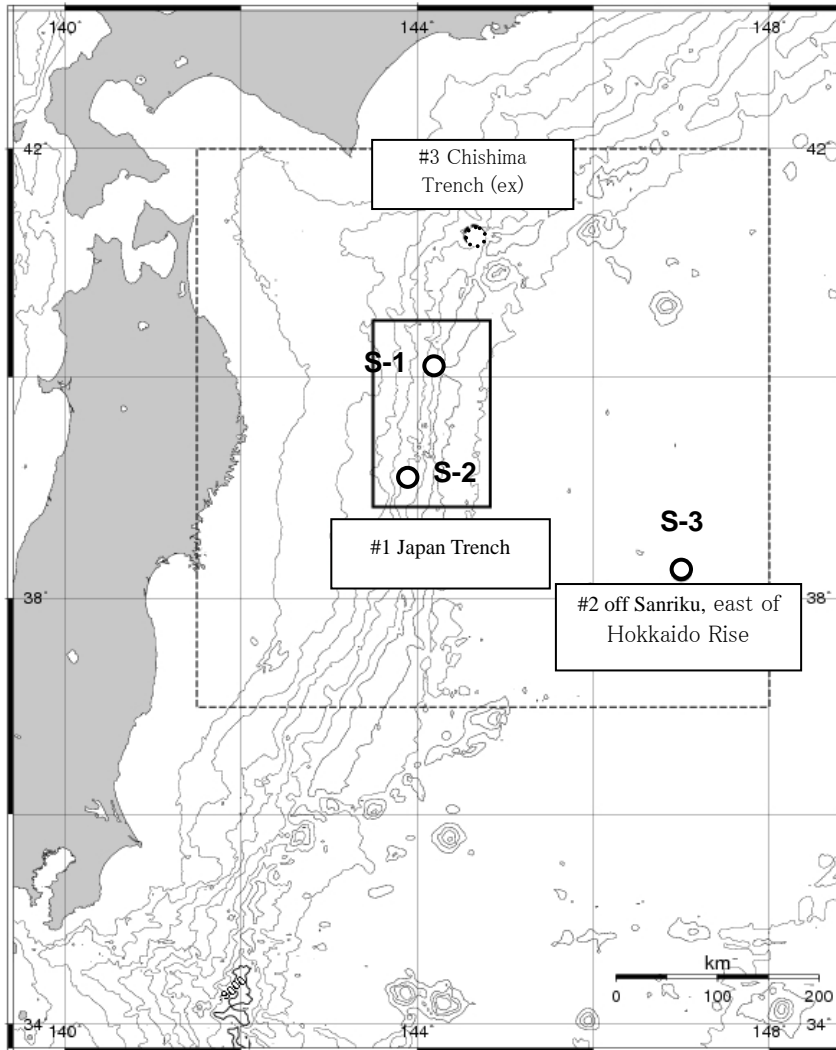 140°
144°
148°
42°
42°
#3 Chishima
Trench (ex)
S-1
S-2
S-3
#1 Japan Trench
38°
38°
#2 off Sanriku, east of
Hokkaido Rise
km
0 100 200
8000
34°
140°
144°
148°
34°